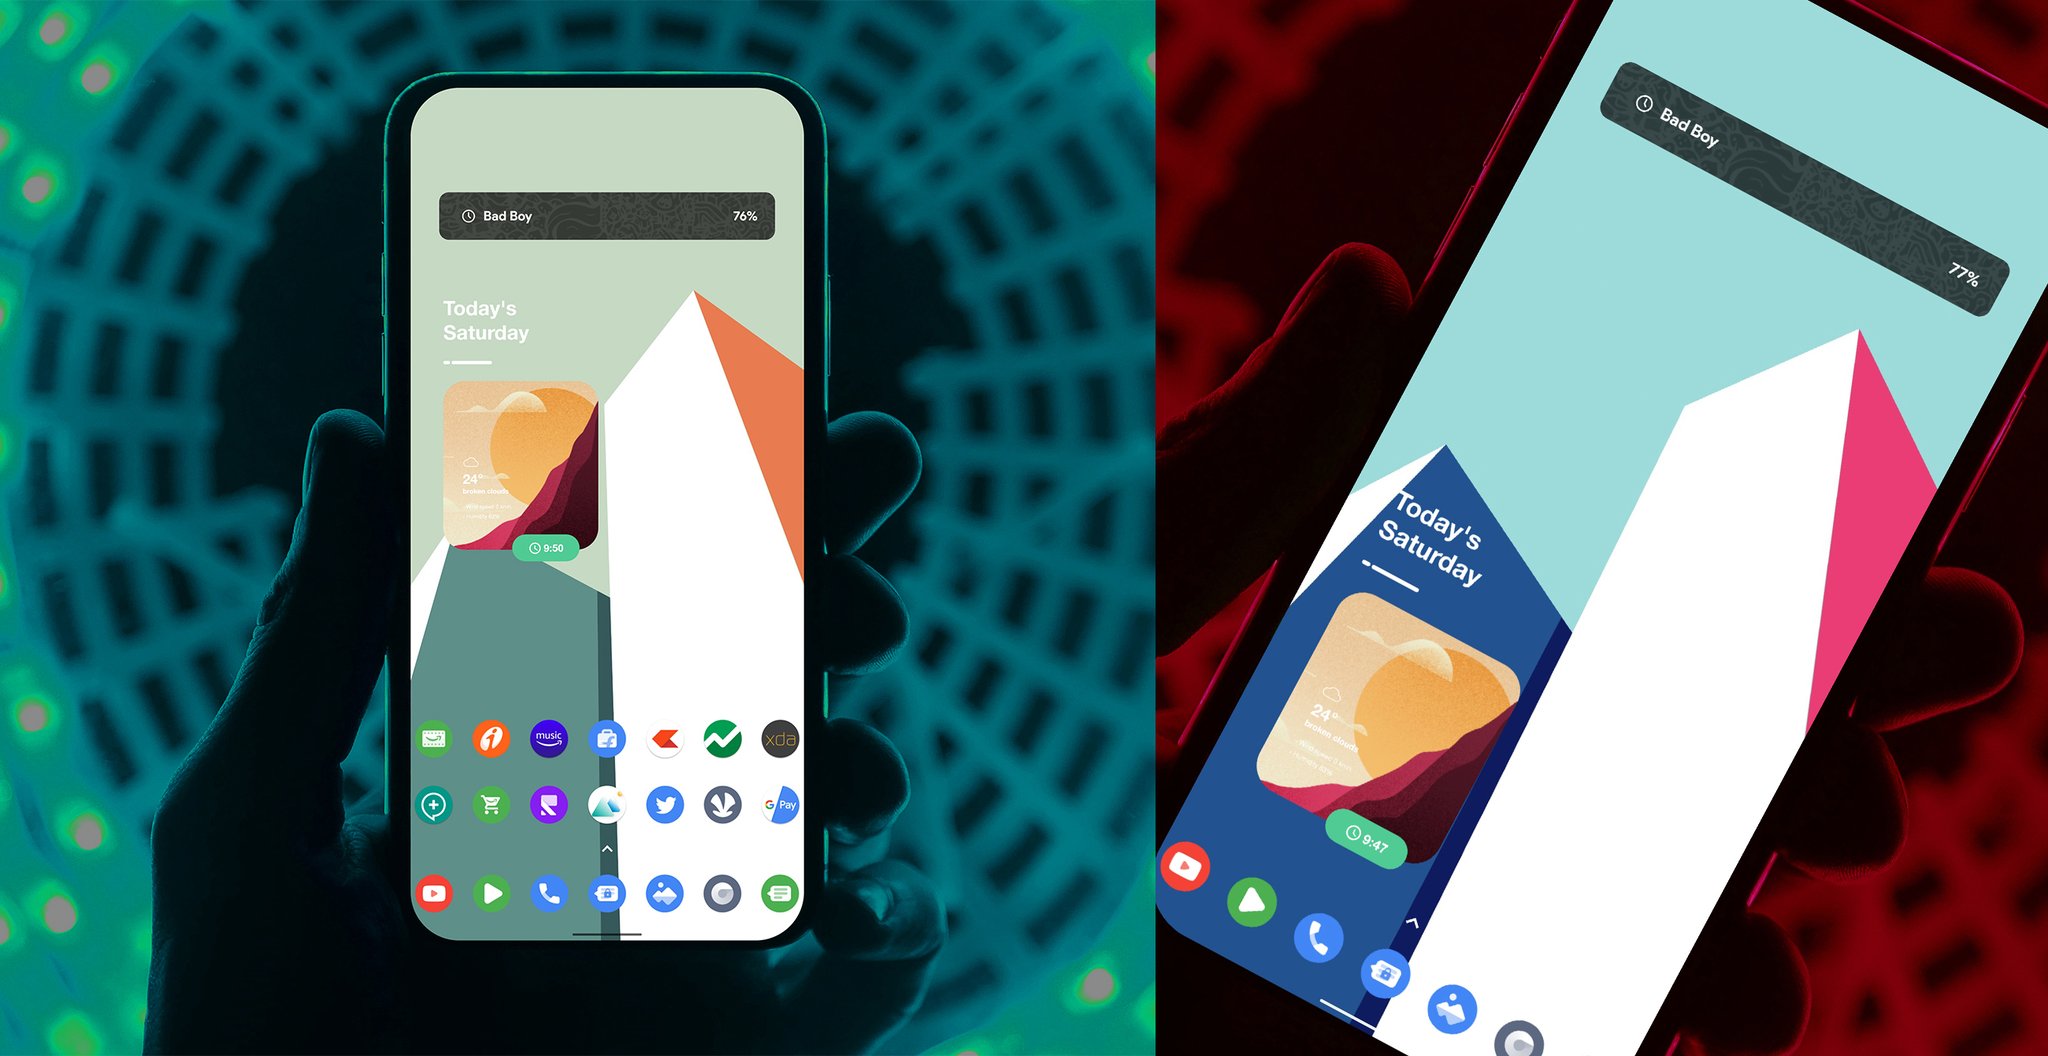 Bad Boy
76%
Today's
Saturday
24°
broken clouds
9:50
music
xda
G Pay
Bad Boy
77%
Today's
Saturday
24°
broken clouds
9:47